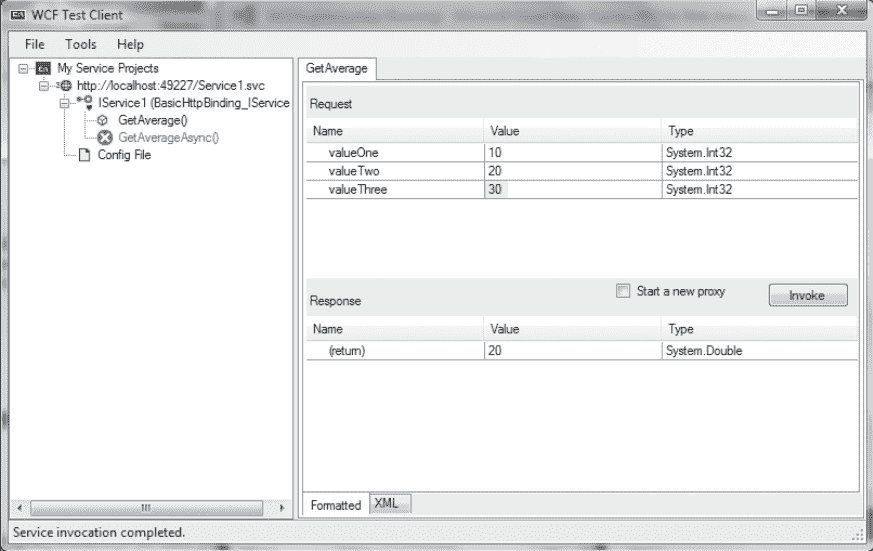 WCF Test Client
File Tools Help
My Service Projects
http://localhost:49227/Service1.svc
IService1 (BasicHttpBinding_IService
GetAverage()
GetAverageAsync()
Config File
GetAverage
Request
Name Value Type
valueOne 10 System.Int32
valueTwo 20 System.Int32
valueThree 30 System.Int32
Response Start a new proxy Invoke
Name Value Type
(return) 20 System.Double
Formatted XML
Service invocation completed.